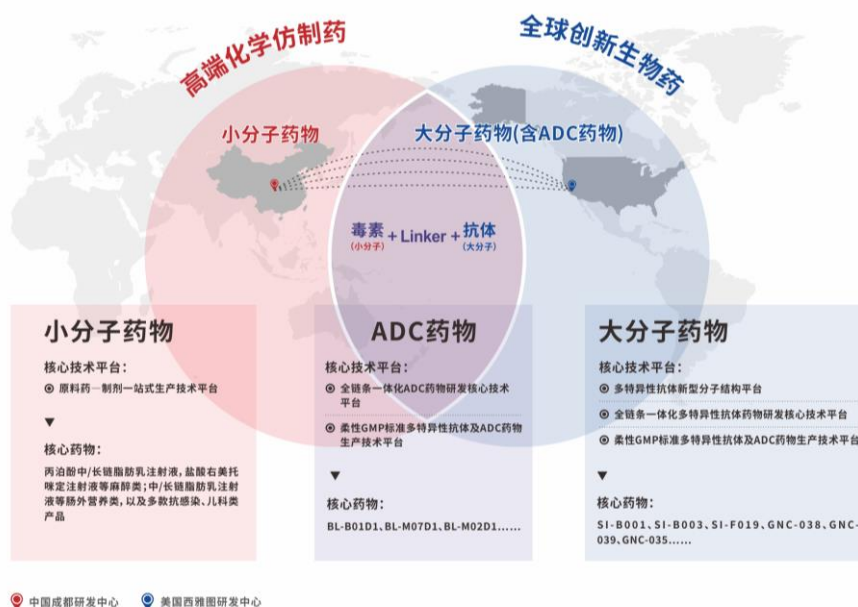 高端化学仿制药
全球创新生物药
小分子药物
大分子药物(含ADC药物)
毒素 + Linker + 抗体
(小分子)
(大分子)
小分子药物
核心技术平台：
原料药—制剂一站式生产技术平台
核心药物：
丙泊酚中/长链脂肪乳注射液，盐酸右美托
咪定注射液等麻醉类；中/长链脂肪乳注射
液等肠外营养类，以及多款抗感染、儿科类
产品
ADC药物
核心技术平台：
全链条一体化ADC药物研发核心技术
平台
柔性GMP标准多特异性抗体及ADC药物
生产技术平台
核心药物：
BL-B01D1、BL-M07D1、BL-M02D1……
大分子药物
核心技术平台：
多特异性抗体新型分子结构平台
全链条一体化多特异性抗体药物研发核心技术平台
柔性GMP标准多特异性抗体及ADC药物生产技术平台
核心药物：
SI-B001、SI-B003、SI-F019、GNC-038、GNC-
039、GNC-035……
中国成都研发中心
美国西雅图研发中心